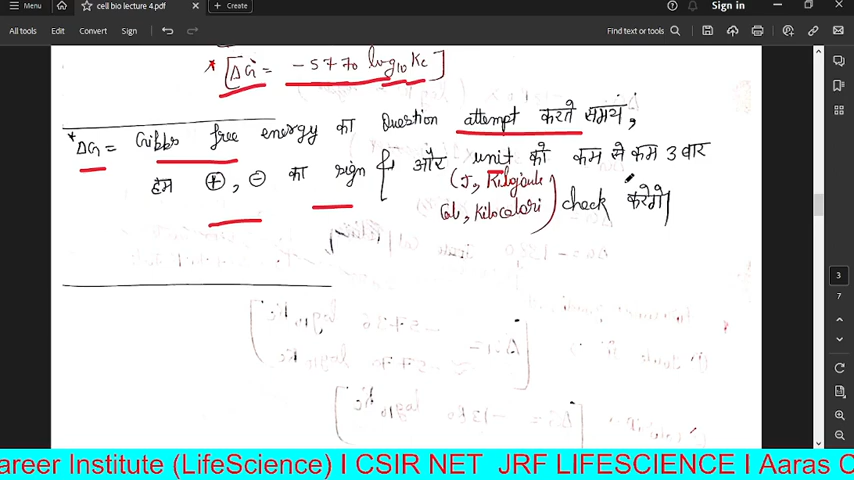 Menu
cell bio lecture 4.pdf
+ Create
Sign in
All tools Edit Convert Sign
Find text or tools
* [ΔG° = -5770 log10 Kc]
*ΔG = Gibbs free energy का Question attempt करते समय,
हम ⊕, ⊖ का sign { और unit को कम से कम 3 वार
(J, Kilojoule
Cal, Kilocalori) check करेगे|
3
7
areer Institute (LifeScience) I CSIR NET JRF LIFESCIENCE I Aaras C